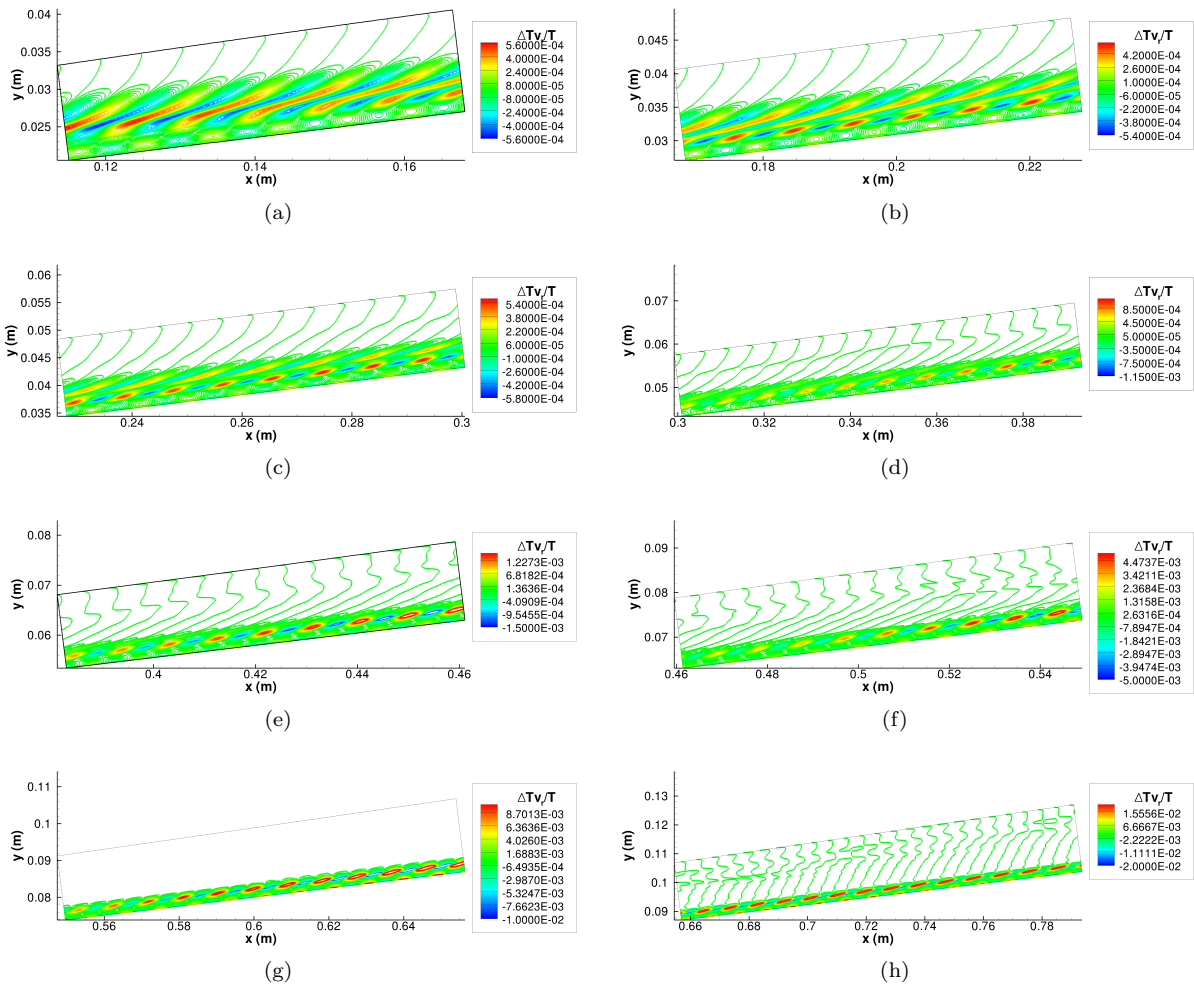 y (m)
0.04
0.035
0.03
0.025
0.12
0.14
0.16
x (m)
ΔTvᵣ/T
5.6000E-04
4.0000E-04
2.4000E-04
8.0000E-05
-8.0000E-05
-2.4000E-04
-4.0000E-04
-5.6000E-04
(a)
y (m)
0.045
0.04
0.035
0.03
0.18
0.2
0.22
x (m)
ΔTvᵣ/T
4.2000E-04
2.6000E-04
1.0000E-04
-6.0000E-05
-2.2000E-04
-3.8000E-04
-5.4000E-04
(b)
y (m)
0.06
0.055
0.05
0.045
0.04
0.035
0.24
0.26
0.28
0.3
x (m)
ΔTvᵣ/T
5.4000E-04
3.8000E-04
2.2000E-04
6.0000E-05
-1.0000E-04
-2.6000E-04
-4.2000E-04
-5.8000E-04
(c)
y (m)
0.07
0.06
0.05
0.3
0.32
0.34
0.36
0.38
x (m)
ΔTvᵣ/T
8.5000E-04
4.5000E-04
5.0000E-05
-3.5000E-04
-7.5000E-04
-1.1500E-03
(d)
y (m)
0.08
0.07
0.06
0.4
0.42
0.44
0.46
x (m)
ΔTvᵣ/T
1.2273E-03
6.8182E-04
1.3636E-04
-4.0909E-04
-9.5455E-04
-1.5000E-03
(e)
y (m)
0.09
0.08
0.07
0.46
0.48
0.5
0.52
0.54
x (m)
ΔTvᵣ/T
4.4737E-03
3.4211E-03
2.3684E-03
1.3158E-03
2.6316E-04
-7.8947E-04
-1.8421E-03
-2.8947E-03
-3.9474E-03
-5.0000E-03
(f)
y (m)
0.11
0.1
0.09
0.08
0.56
0.58
0.6
0.62
0.64
x (m)
ΔTvᵣ/T
8.7013E-03
6.3636E-03
4.0260E-03
1.6883E-03
-6.4935E-04
-2.9870E-03
-5.3247E-03
-7.6623E-03
-1.0000E-02
(g)
y (m)
0.13
0.12
0.11
0.1
0.09
0.66
0.68
0.7
0.72
0.74
0.76
0.78
x (m)
ΔTvᵣ/T
1.5556E-02
6.6667E-03
-2.2222E-03
-1.1111E-02
-2.0000E-02
(h)